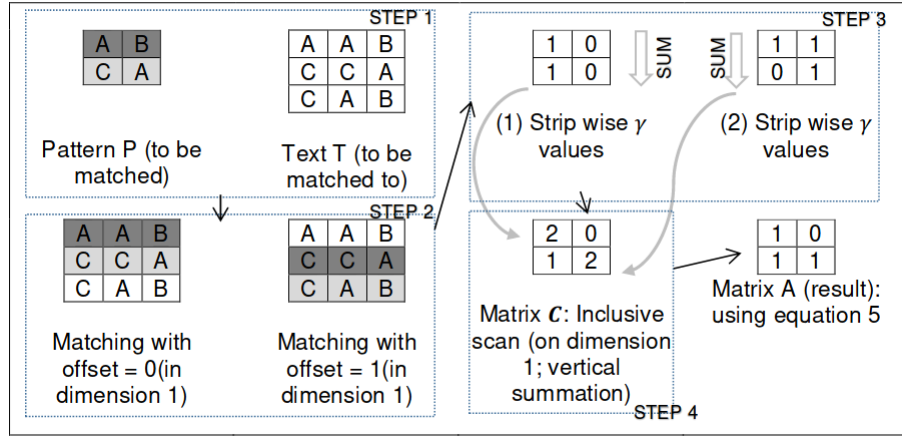 STEP 1
A B
C A
A A B
C C A
C A B
Pattern P (to be
matched)
Text T (to be
matched to)
STEP 2
A A B
C C A
C A B
A A B
C C A
C A B
Matching with
offset = 0(in
dimension 1)
Matching with
offset = 1(in
dimension 1)
STEP 3
1 0
1 0
SUM
SUM
1 1
0 1
(1) Strip wise γ
values
(2) Strip wise γ
values
2 0
1 2
Matrix C: Inclusive
scan (on dimension
1; vertical
summation)
STEP 4
1 0
1 1
Matrix A (result):
using equation 5